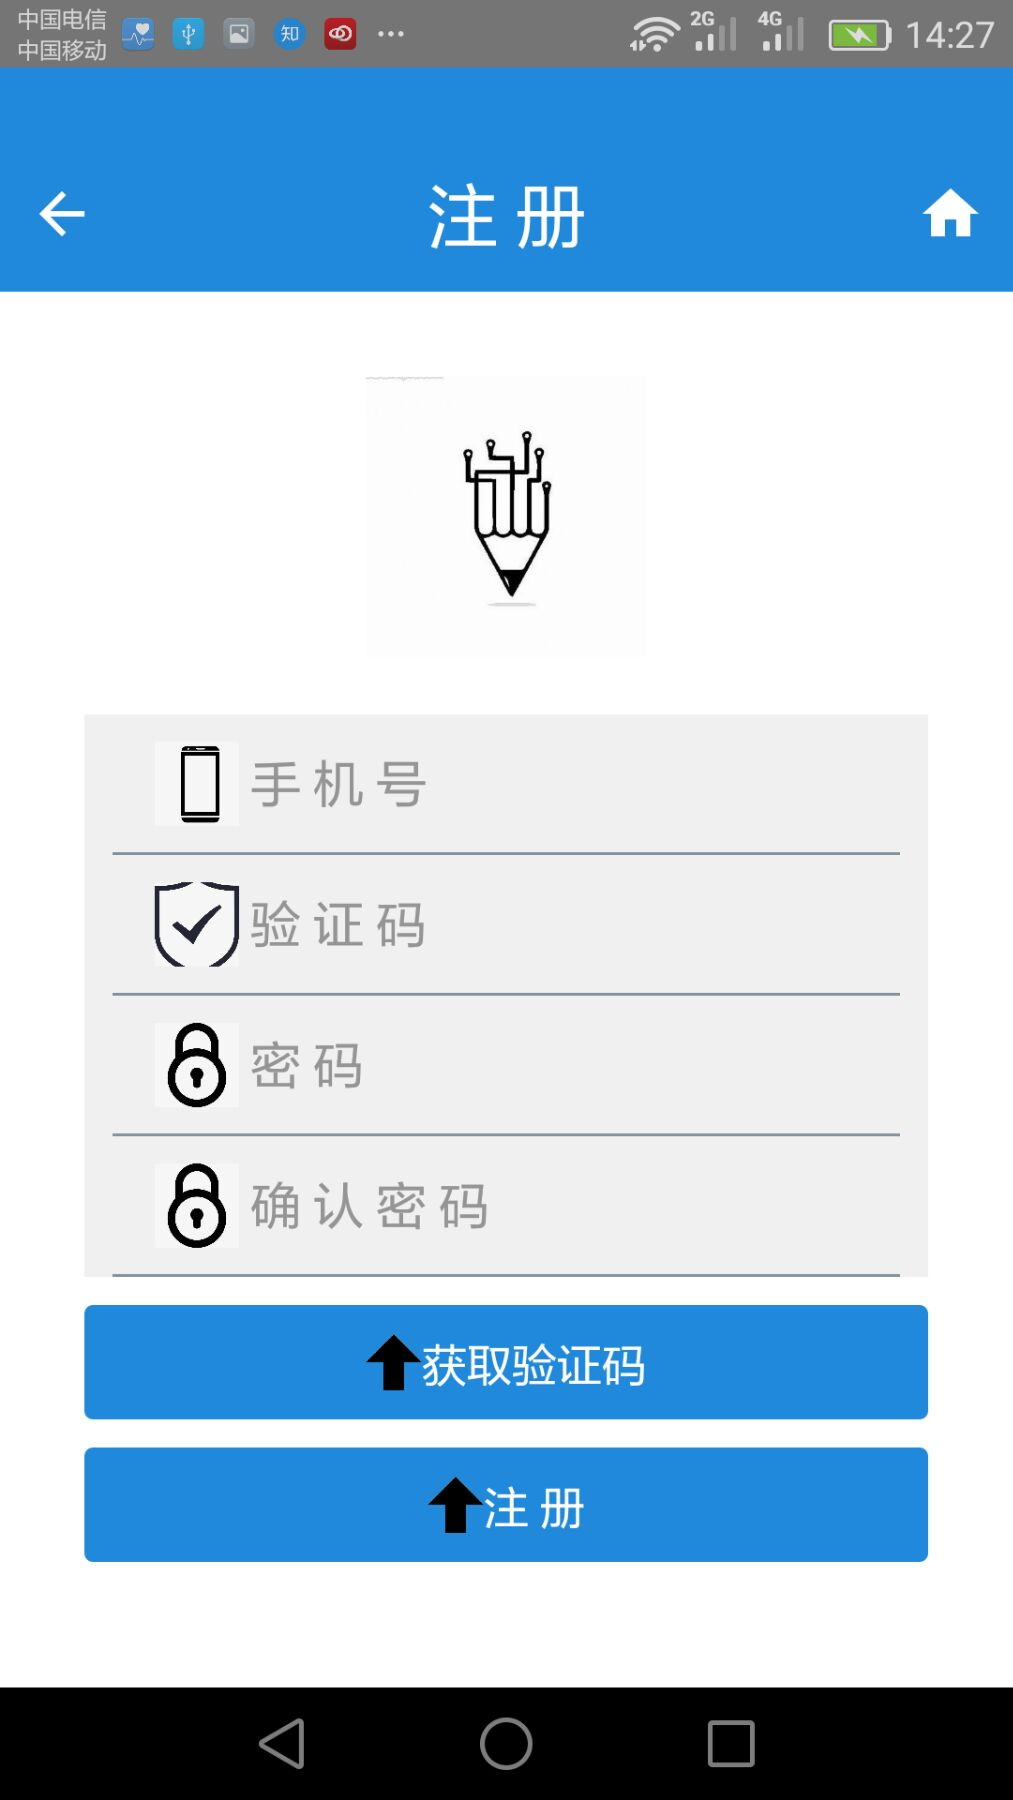 中国电信
中国移动
知
2G
4G
14:27
注 册
手 机 号
验 证 码
密 码
确 认 密 码
获取验证码
注 册